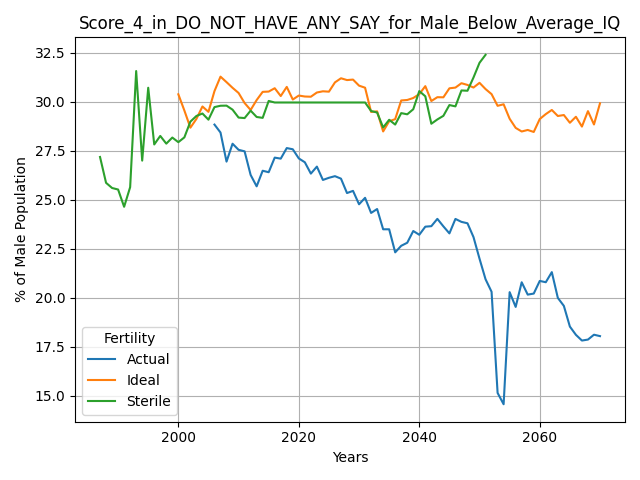 Score_4_in_DO_NOT_HAVE_ANY_SAY_for_Male_Below_Average_IQ
% of Male Population
32.5
30.0
27.5
25.0
22.5
20.0
17.5
15.0
Fertility
Actual
Ideal
Sterile
2000
2020
2040
2060
Years